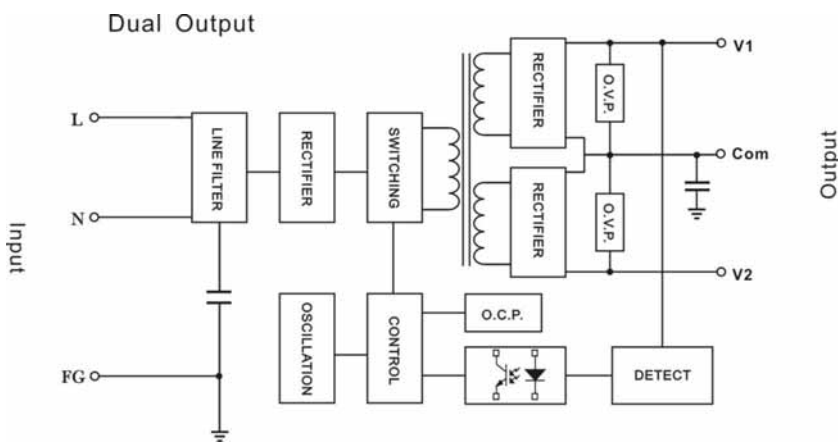 Dual Output
L
N
FG
Input
LINE FILTER
RECTIFIER
SWITCHING
RECTIFIER
RECTIFIER
O.V.P.
O.V.P.
V1
Com
V2
Output
OSCILLATION
CONTROL
O.C.P.
DETECT